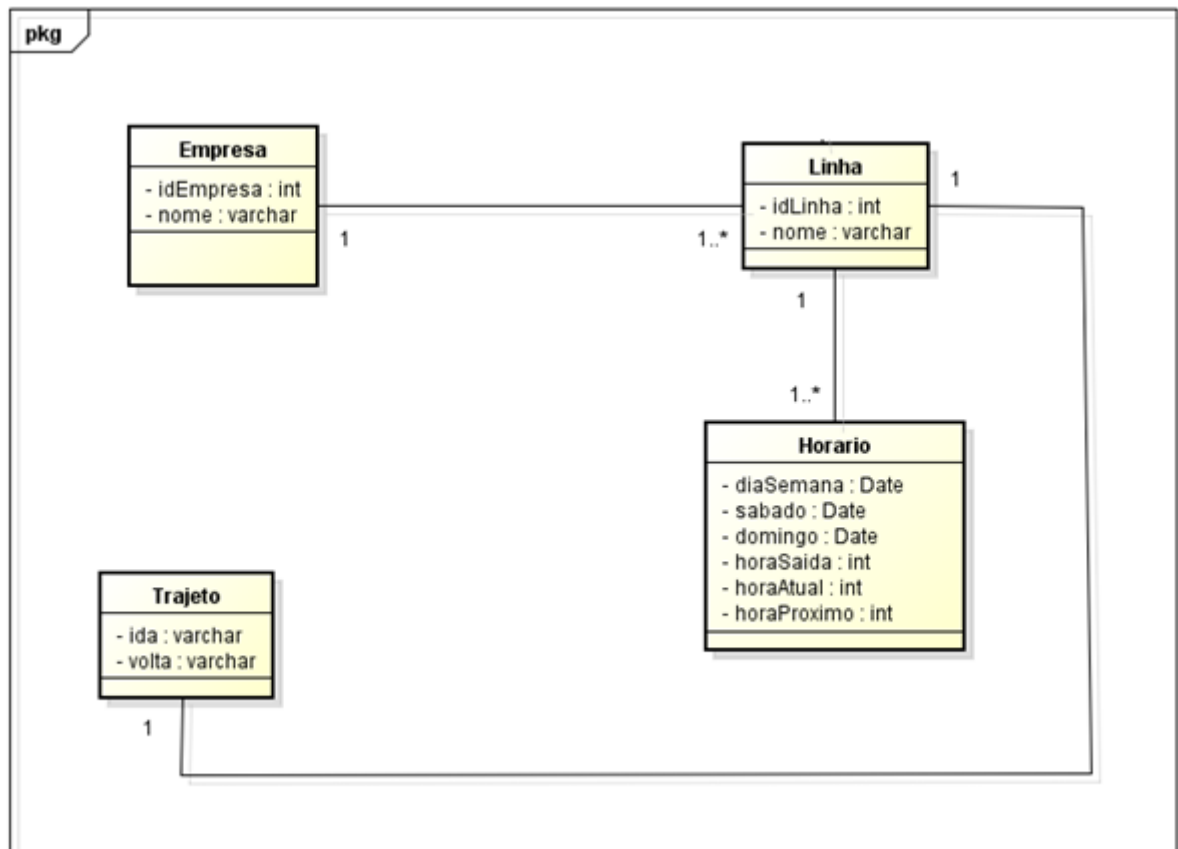 pkg
Empresa
- idEmpresa : int
- nome : varchar
1
1..*
Linha
- idLinha : int
- nome : varchar
1
1
1..*
Horario
- diaSemana : Date
- sabado : Date
- domingo : Date
- horaSaida : int
- horaAtual : int
- horaProximo : int
Trajeto
- ida : varchar
- volta : varchar
1